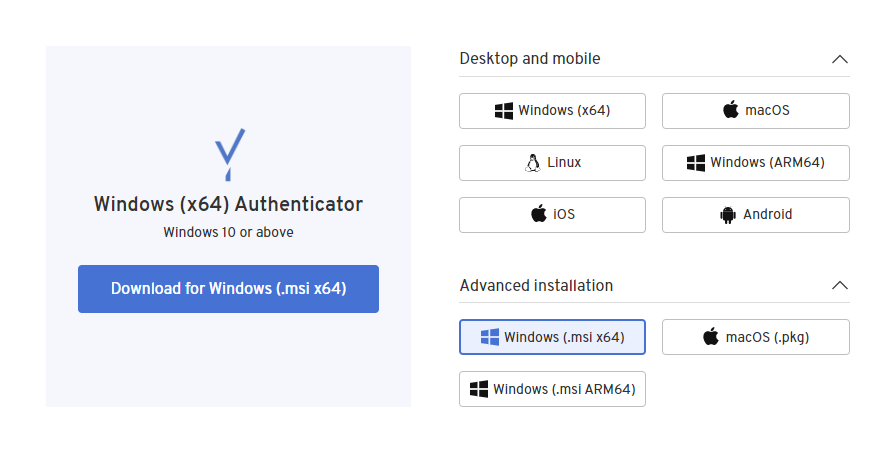 Windows (x64) Authenticator
Windows 10 or above
Download for Windows (.msi x64)
Desktop and mobile
Windows (x64)
macOS
Linux
Windows (ARM64)
iOS
Android
Advanced installation
Windows (.msi x64)
macOS (.pkg)
Windows (.msi ARM64)